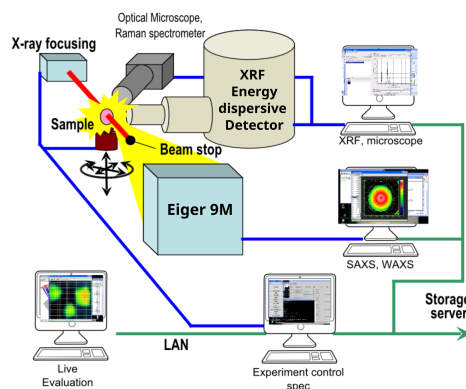 Optical Microscope,
Raman spectrometer
X-ray focusing
XRF
Energy
dispersive
Detector
Sample
Beam stop
XRF, microscope
Eiger 9M
SAXS, WAXS
Storage
server
LAN
Live
Evaluation
Experiment control
spec